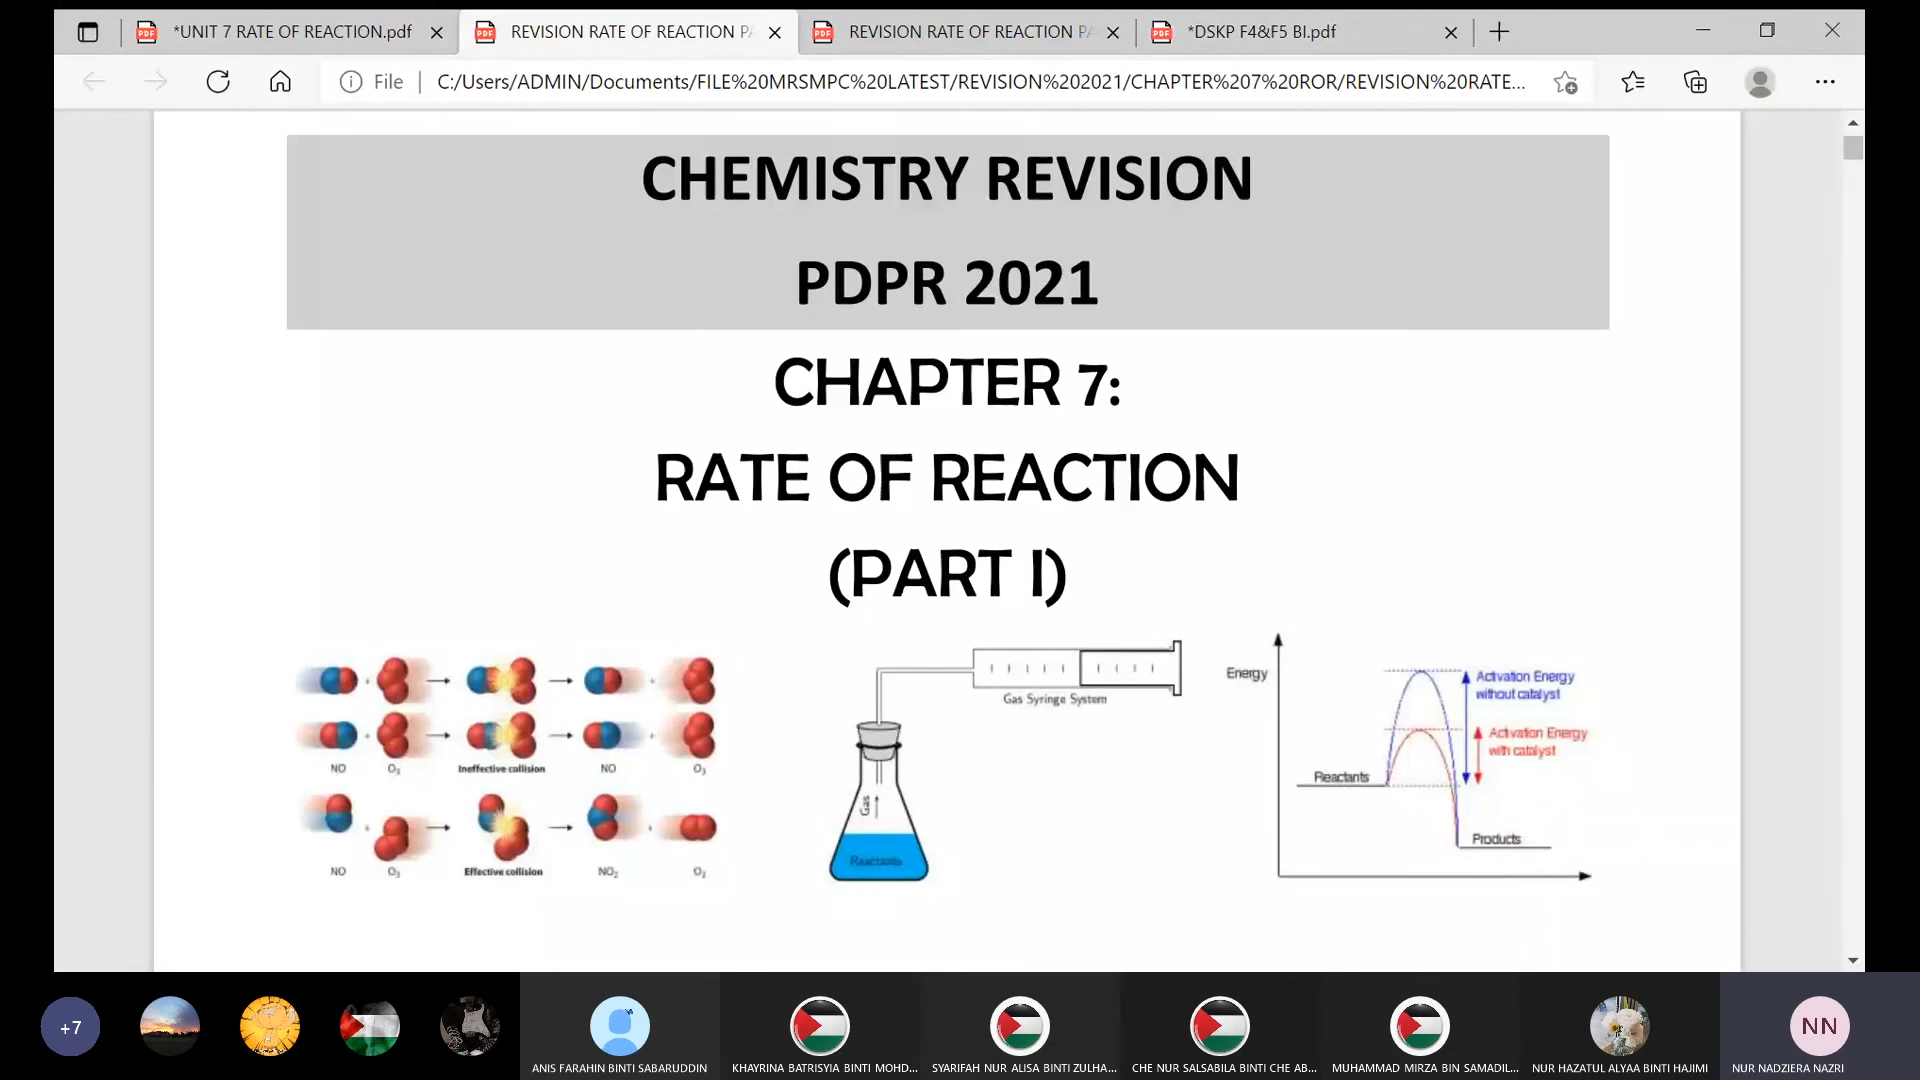 *UNIT 7 RATE OF REACTION.pdf
REVISION RATE OF REACTION PA
REVISION RATE OF REACTION PA
*DSKP F4&F5 BI.pdf
File
C:/Users/ADMIN/Documents/FILE%20MRSMPC%20LATEST/REVISION%202021/CHAPTER%207%20ROR/REVISION%20RATE...
CHEMISTRY REVISION
PDPR 2021
CHAPTER 7:
RATE OF REACTION
(PART I)
NO O₃ Ineffective collision NO O₃
NO O₃ Effective collision NO₂
Gas Syringe System
Gas
Reactants
Energy
Activation Energy
without catalyst
Activation Energy
with catalyst
Reactants
Products
+7
ANIS FARAHIN BINTI SABARUDDIN
KHAYRINA BATRISYIA BINTI MOHD...
SYARIFAH NUR ALISA BINTI ZULHA...
CHE NUR SALSABILA BINTI CHE AB...
MUHAMMAD MIRZA BIN SAMADIL...
NUR HAZATUL ALYAA BINTI HAJIMI
NN
NUR NADZIERA NAZRI